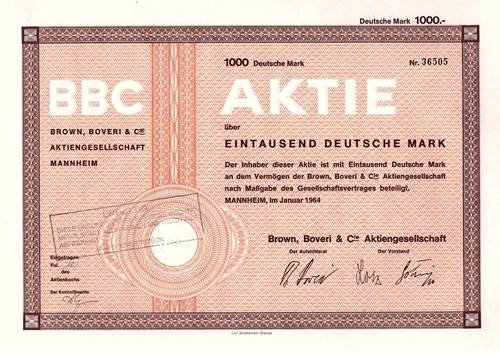 Deutsche Mark 1000.-
1000 Deutsche Mark
Nr. 36505
BBC
AKTIE
BROWN, BOVERI & Cie
AKTIENGESELLSCHAFT
MANNHEIM
über
EINTAUSEND DEUTSCHE MARK
Der Inhaber dieser Aktie ist mit Eintausend Deutsche Mark
an dem Vermögen der Brown, Boveri & Cie Aktiengesellschaft
nach Maßgabe des Gesellschaftsvertrages beteiligt.
MANNHEIM, im Januar 1964
Brown, Boveri & Cie Aktiengesellschaft
Der Aufsichtsrat
Der Vorstand
Eingetragen
Fol.
des
Aktienbuchs
Der Kontrollbeamte